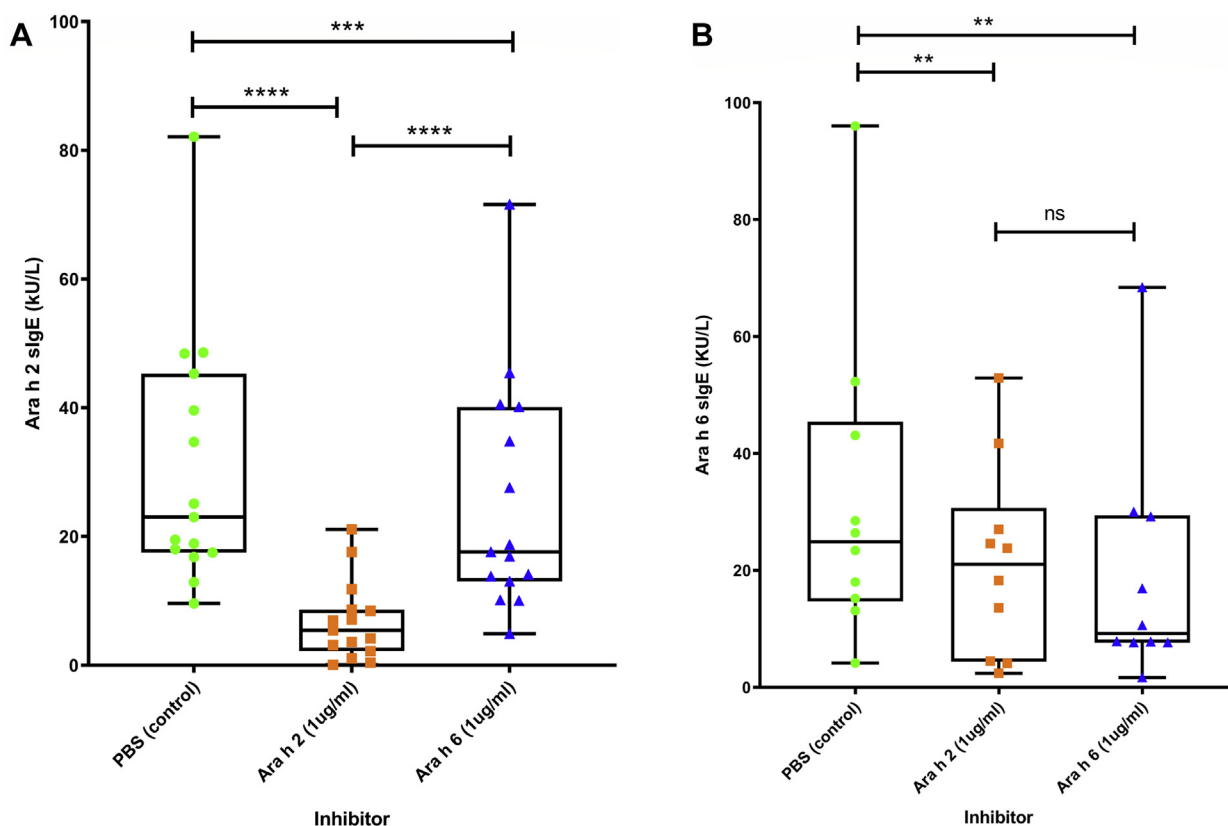 A
***
****
****
Ara h 2 sIgE (kU/L)
100
80
60
40
20
0
PBS (control)
Ara h 2 (1ug/ml)
Ara h 6 (1ug/ml)
Inhibitor
B
**
**
ns
Ara h 6 sIgE (KU/L)
100
80
60
40
20
0
PBS (control)
Ara h 2 (1ug/ml)
Ara h 6 (1ug/ml)
Inhibitor